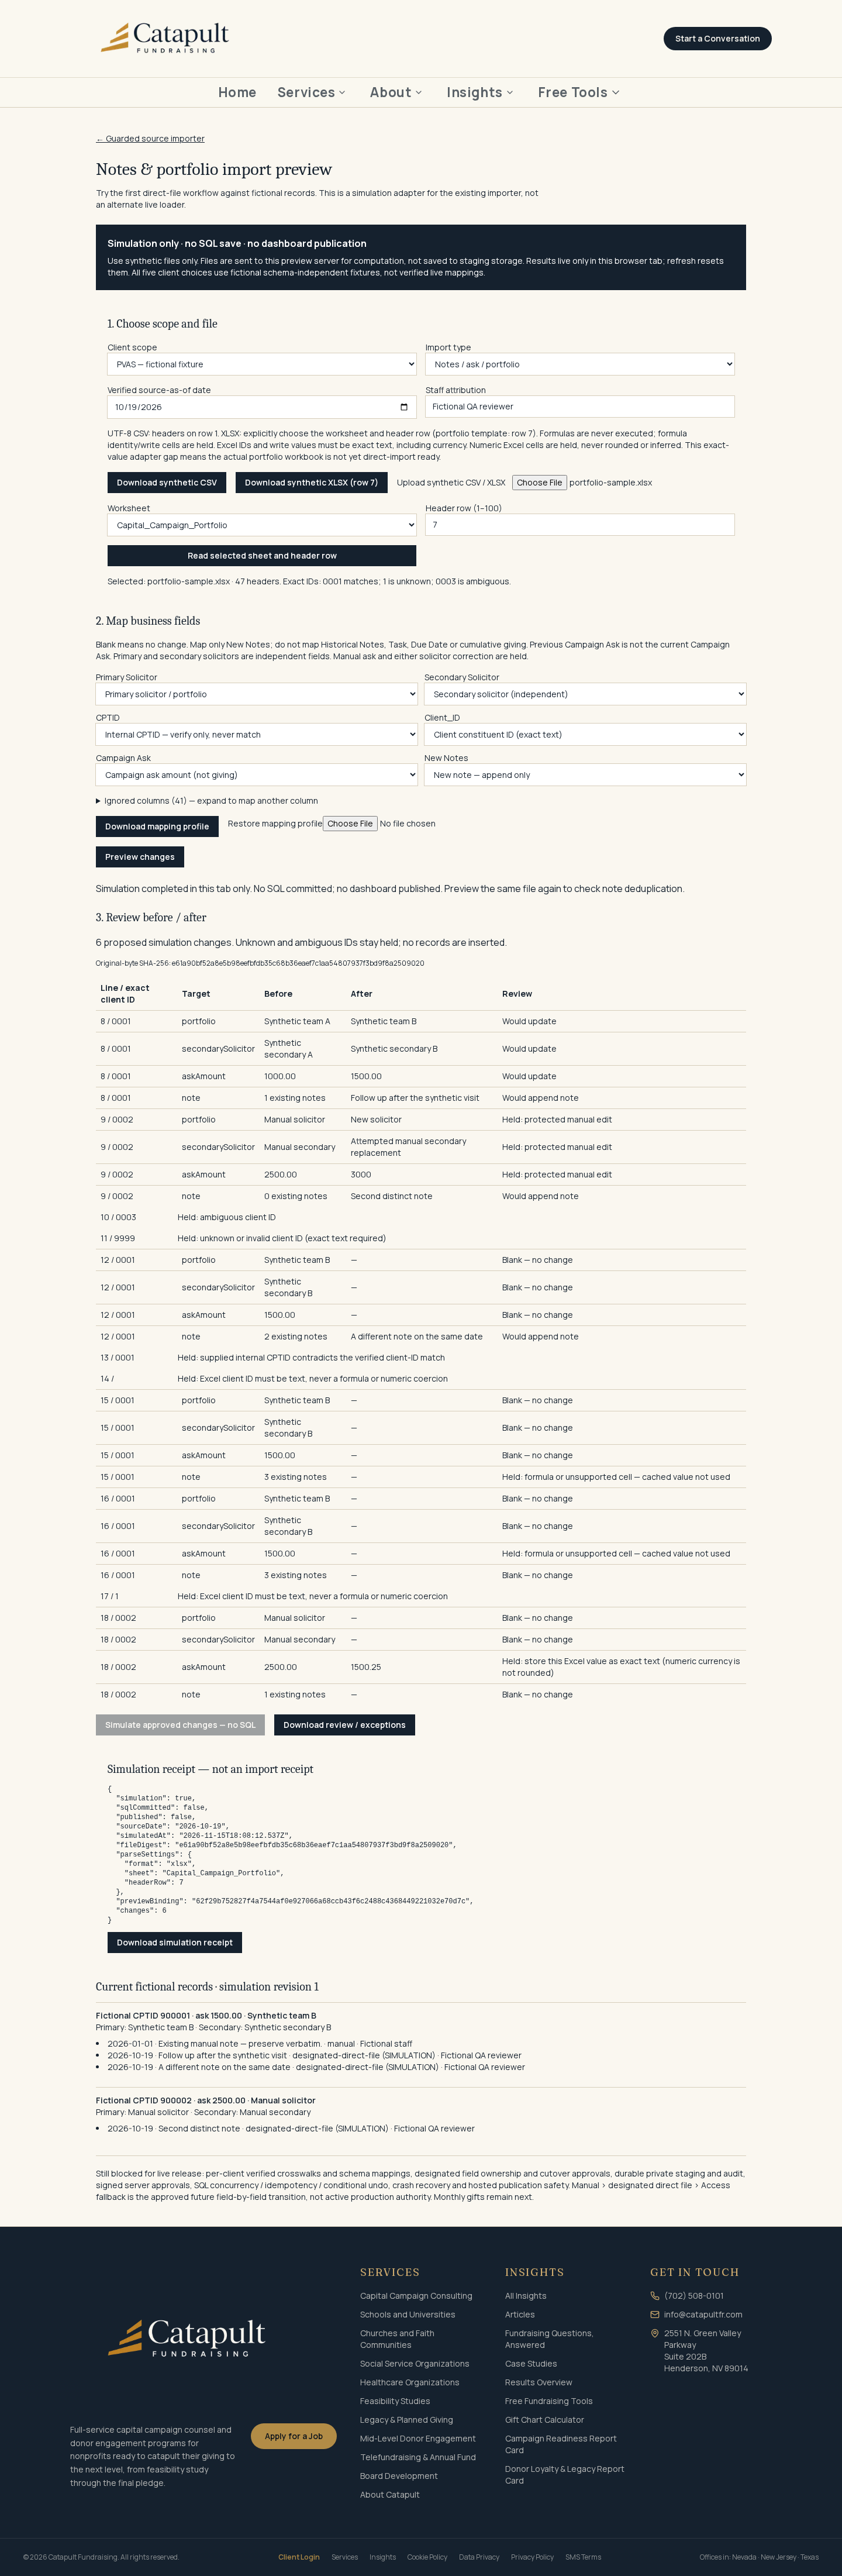 Catapult
FUNDRAISING
Start a Conversation
Home Services About Insights Free Tools
← Guarded source importer
Notes & portfolio import preview
Try the first direct-file workflow against fictional records. This is a simulation adapter for the existing importer, not
an alternate live loader.
Simulation only · no SQL save · no dashboard publication
Use synthetic files only. Files are sent to this preview server for computation, not saved to staging storage. Results live only in this browser tab; refresh resets
them. All five client choices use fictional schema-independent fixtures, not verified live mappings.
1. Choose scope and file
Client scope Import type
PVAS — fictional fixture Notes / ask / portfolio
Verified source-as-of date Staff attribution
10/19/2026 Fictional QA reviewer
UTF-8 CSV: headers on row 1. XLSX: explicitly choose the worksheet and header row (portfolio template: row 7). Formulas are never executed; formula
identity/write cells are held. Excel IDs and write values must be exact text, including currency. Numeric Excel cells are held, never rounded or inferred. This exact-
value adapter gap means the actual portfolio workbook is not yet direct-import ready.
Download synthetic CSV Download synthetic XLSX (row 7) Upload synthetic CSV / XLSX Choose File portfolio-sample.xlsx
Worksheet Header row (1–100)
Capital_Campaign_Portfolio 7
Read selected sheet and header row
Selected: portfolio-sample.xlsx · 47 headers. Exact IDs: 0001 matches; 1 is unknown; 0003 is ambiguous.
2. Map business fields
Blank means no change. Map only New Notes; do not map Historical Notes, Task, Due Date or cumulative giving. Previous Campaign Ask is not the current Campaign
Ask. Primary and secondary solicitors are independent fields. Manual ask and either solicitor correction are held.
Primary Solicitor Secondary Solicitor
Primary solicitor / portfolio Secondary solicitor (independent)
CPTID Client_ID
Internal CPTID — verify only, never match Client constituent ID (exact text)
Campaign Ask New Notes
Campaign ask amount (not giving) New note — append only
Ignored columns (41) — expand to map another column
Download mapping profile Restore mapping profile Choose File No file chosen
Preview changes
Simulation completed in this tab only. No SQL committed; no dashboard published. Preview the same file again to check note deduplication.
3. Review before / after
6 proposed simulation changes. Unknown and ambiguous IDs stay held; no records are inserted.
Original-byte SHA-256: e61a90bf52a8e5b98eefbfdb35c68b36eaef7c1aa54807937f3bd9f8a2509020
Line / exact client ID Target Before After Review
8 / 0001 portfolio Synthetic team A Synthetic team B Would update
8 / 0001 secondarySolicitor Synthetic secondary A Synthetic secondary B Would update
8 / 0001 askAmount 1000.00 1500.00 Would update
8 / 0001 note 1 existing notes Follow up after the synthetic visit Would append note
9 / 0002 portfolio Manual solicitor New solicitor Held: protected manual edit
9 / 0002 secondarySolicitor Manual secondary Attempted manual secondary replacement Held: protected manual edit
9 / 0002 askAmount 2500.00 3000 Held: protected manual edit
9 / 0002 note 0 existing notes Second distinct note Would append note
10 / 0003 Held: ambiguous client ID
11 / 9999 Held: unknown or invalid client ID (exact text required)
12 / 0001 portfolio Synthetic team B — Blank — no change
12 / 0001 secondarySolicitor Synthetic secondary B — Blank — no change
12 / 0001 askAmount 1500.00 — Blank — no change
12 / 0001 note 2 existing notes A different note on the same date Would append note
13 / 0001 Held: supplied internal CPTID contradicts the verified client-ID match
14 / Held: Excel client ID must be text, never a formula or numeric coercion
15 / 0001 portfolio Synthetic team B — Blank — no change
15 / 0001 secondarySolicitor Synthetic secondary B — Blank — no change
15 / 0001 askAmount 1500.00 — Blank — no change
15 / 0001 note 3 existing notes — Held: formula or unsupported cell — cached value not used
16 / 0001 portfolio Synthetic team B — Blank — no change
16 / 0001 secondarySolicitor Synthetic secondary B — Blank — no change
16 / 0001 askAmount 1500.00 — Held: formula or unsupported cell — cached value not used
16 / 0001 note 3 existing notes — Blank — no change
17 / 1 Held: Excel client ID must be text, never a formula or numeric coercion
18 / 0002 portfolio Manual solicitor — Blank — no change
18 / 0002 secondarySolicitor Manual secondary — Blank — no change
18 / 0002 askAmount 2500.00 1500.25 Held: store this Excel value as exact text (numeric currency is not rounded)
18 / 0002 note 1 existing notes — Blank — no change
Simulate approved changes — no SQL Download review / exceptions
Simulation receipt — not an import receipt
{
"simulation": true,
"sqlCommitted": false,
"published": false,
"sourceDate": "2026-10-19",
"simulatedAt": "2026-11-15T18:08:12.537Z",
"fileDigest": "e61a90bf52a8e5b98eefbfdb35c68b36eaef7c1aa54807937f3bd9f8a2509020",
"parseSettings": {
"format": "xlsx",
"sheet": "Capital_Campaign_Portfolio",
"headerRow": 7
},
"previewBinding": "62f29b752827f4a7544af0e927066a68ccb43f6c2488c4368449221032e70d7c",
"changes": 6
}
Download simulation receipt
Current fictional records · simulation revision 1
Fictional CPTID 900001 · ask 1500.00 · Synthetic team B
Primary: Synthetic team B · Secondary: Synthetic secondary B
• 2026-01-01 · Existing manual note — preserve verbatim. · manual · Fictional staff
• 2026-10-19 · Follow up after the synthetic visit · designated-direct-file (SIMULATION) · Fictional QA reviewer
• 2026-10-19 · A different note on the same date · designated-direct-file (SIMULATION) · Fictional QA reviewer
Fictional CPTID 900002 · ask 2500.00 · Manual solicitor
Primary: Manual solicitor · Secondary: Manual secondary
• 2026-10-19 · Second distinct note · designated-direct-file (SIMULATION) · Fictional QA reviewer
Still blocked for live release: per-client verified crosswalks and schema mappings, designated field ownership and cutover approvals, durable private staging and audit,
signed server approvals, SQL concurrency / idempotency / conditional undo, crash recovery and hosted publication safety. Manual > designated direct file > Access
fallback is the approved future field-by-field transition, not active production authority. Monthly gifts remain next.
Catapult
FUNDRAISING
Full-service capital campaign counsel and
donor engagement programs for
nonprofits ready to catapult their giving to
the next level, from feasibility study
through the final pledge.
Apply for a Job
SERVICES
Capital Campaign Consulting
Schools and Universities
Churches and Faith
Communities
Social Service Organizations
Healthcare Organizations
Feasibility Studies
Legacy & Planned Giving
Mid-Level Donor Engagement
Telefundraising & Annual Fund
Board Development
About Catapult
INSIGHTS
All Insights
Articles
Fundraising Questions,
Answered
Case Studies
Results Overview
Free Fundraising Tools
Gift Chart Calculator
Campaign Readiness Report
Card
Donor Loyalty & Legacy Report
Card
GET IN TOUCH
(702) 508-0101
info@catapultfr.com
2551 N. Green Valley
Parkway
Suite 202B
Henderson, NV 89014
© 2026 Catapult Fundraising. All rights reserved.
Client Login Services Insights Cookie Policy Data Privacy Privacy Policy SMS Terms
Offices in: Nevada · New Jersey · Texas